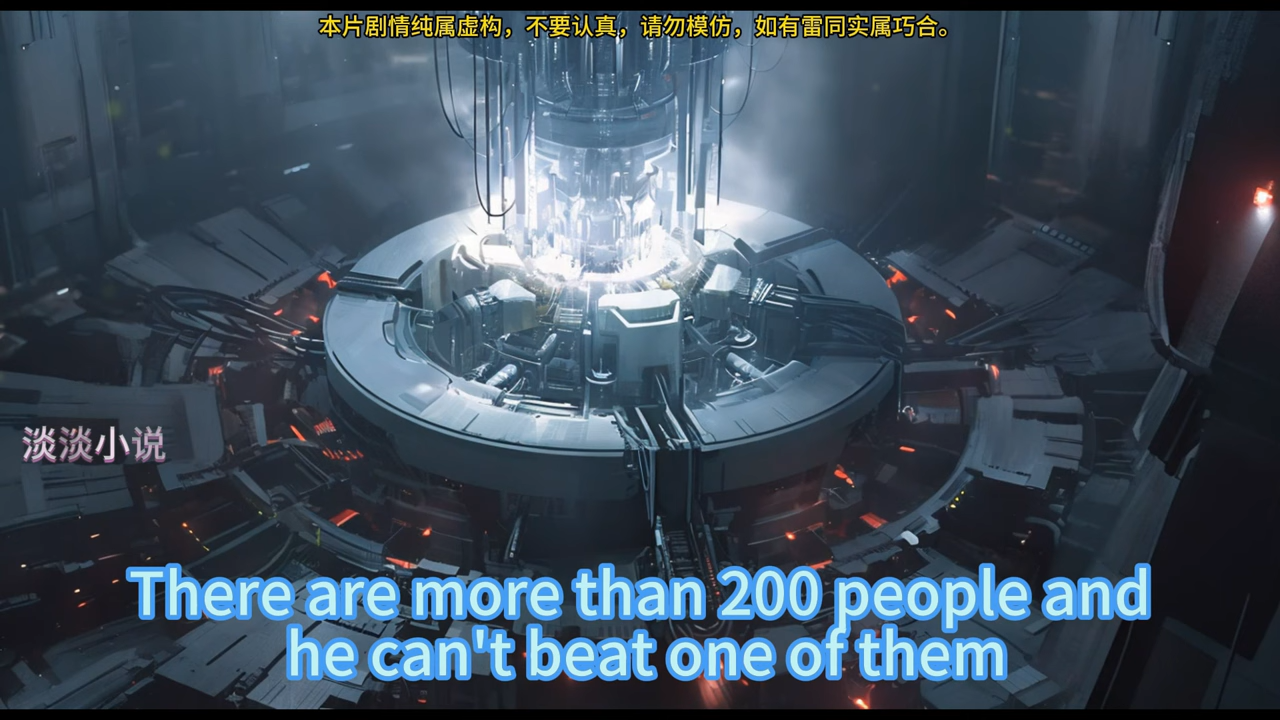 本片剧情纯属虚构，不要认真，请勿模仿，如有雷同实属巧合。
淡淡小说
There are more than 200 people and
he can't beat one of them